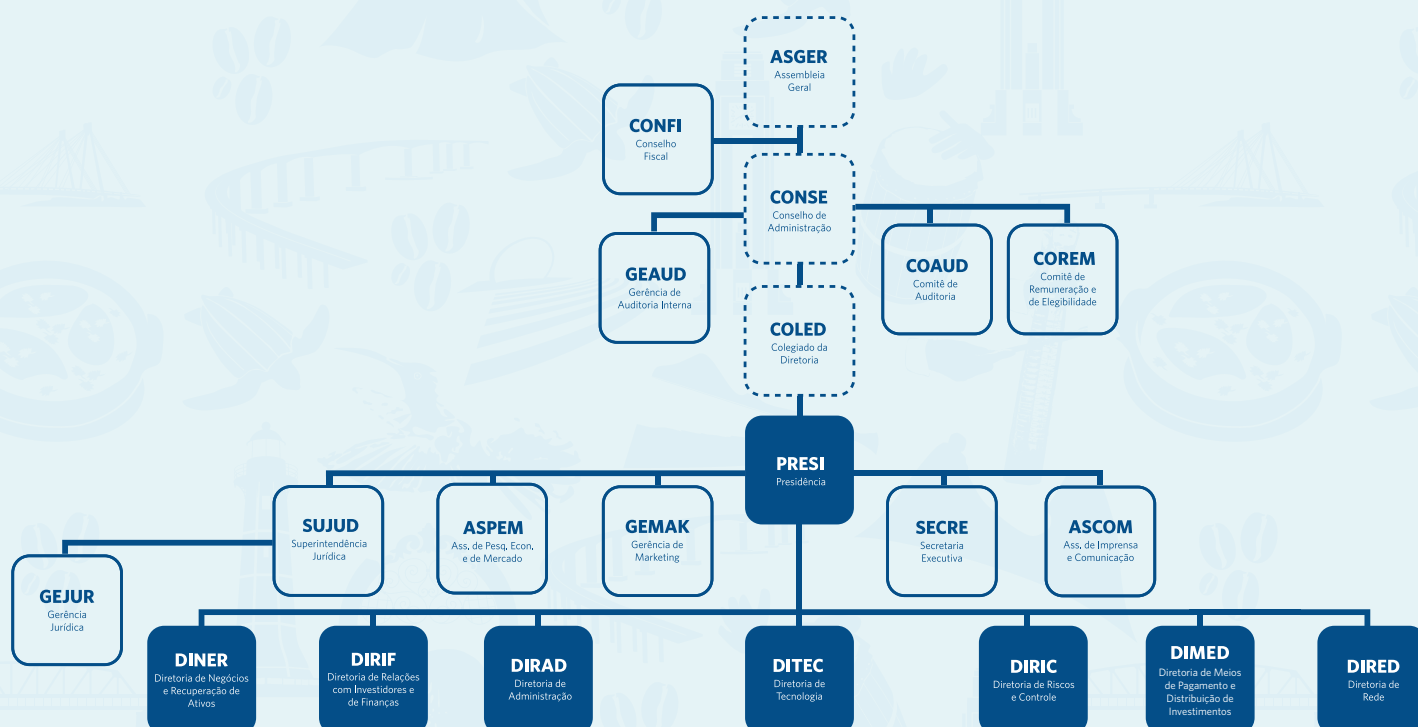 ASGER
Assembleia
Geral
CONFI
Conselho
Fiscal
CONSE
Conselho de
Administração
GEAUD
Gerência de
Auditoria Interna
COAUD
Comitê de
Auditoria
COREM
Comitê de
Remuneração e
de Elegibilidade
COLED
Colegiado da
Diretoria
PRESI
Presidência
SUJUD
Superintendência
Jurídica
ASPEM
Ass. de Pesq. Econ.
e de Mercado
GEMAK
Gerência de
Marketing
SECRE
Secretaria
Executiva
ASCOM
Ass. de Imprensa
e Comunicação
GEJUR
Gerência
Jurídica
DINER
Diretoria de Negócios
e Recuperação de
Ativos
DIRIF
Diretoria de Relações
com Investidores e
de Finanças
DIRAD
Diretoria de
Administração
DITEC
Diretoria de
Tecnologia
DIRIC
Diretoria de Riscos
e Controle
DIMED
Diretoria de Meios
de Pagamento e
Distribuição de
Investimentos
DIRED
Diretoria de
Rede